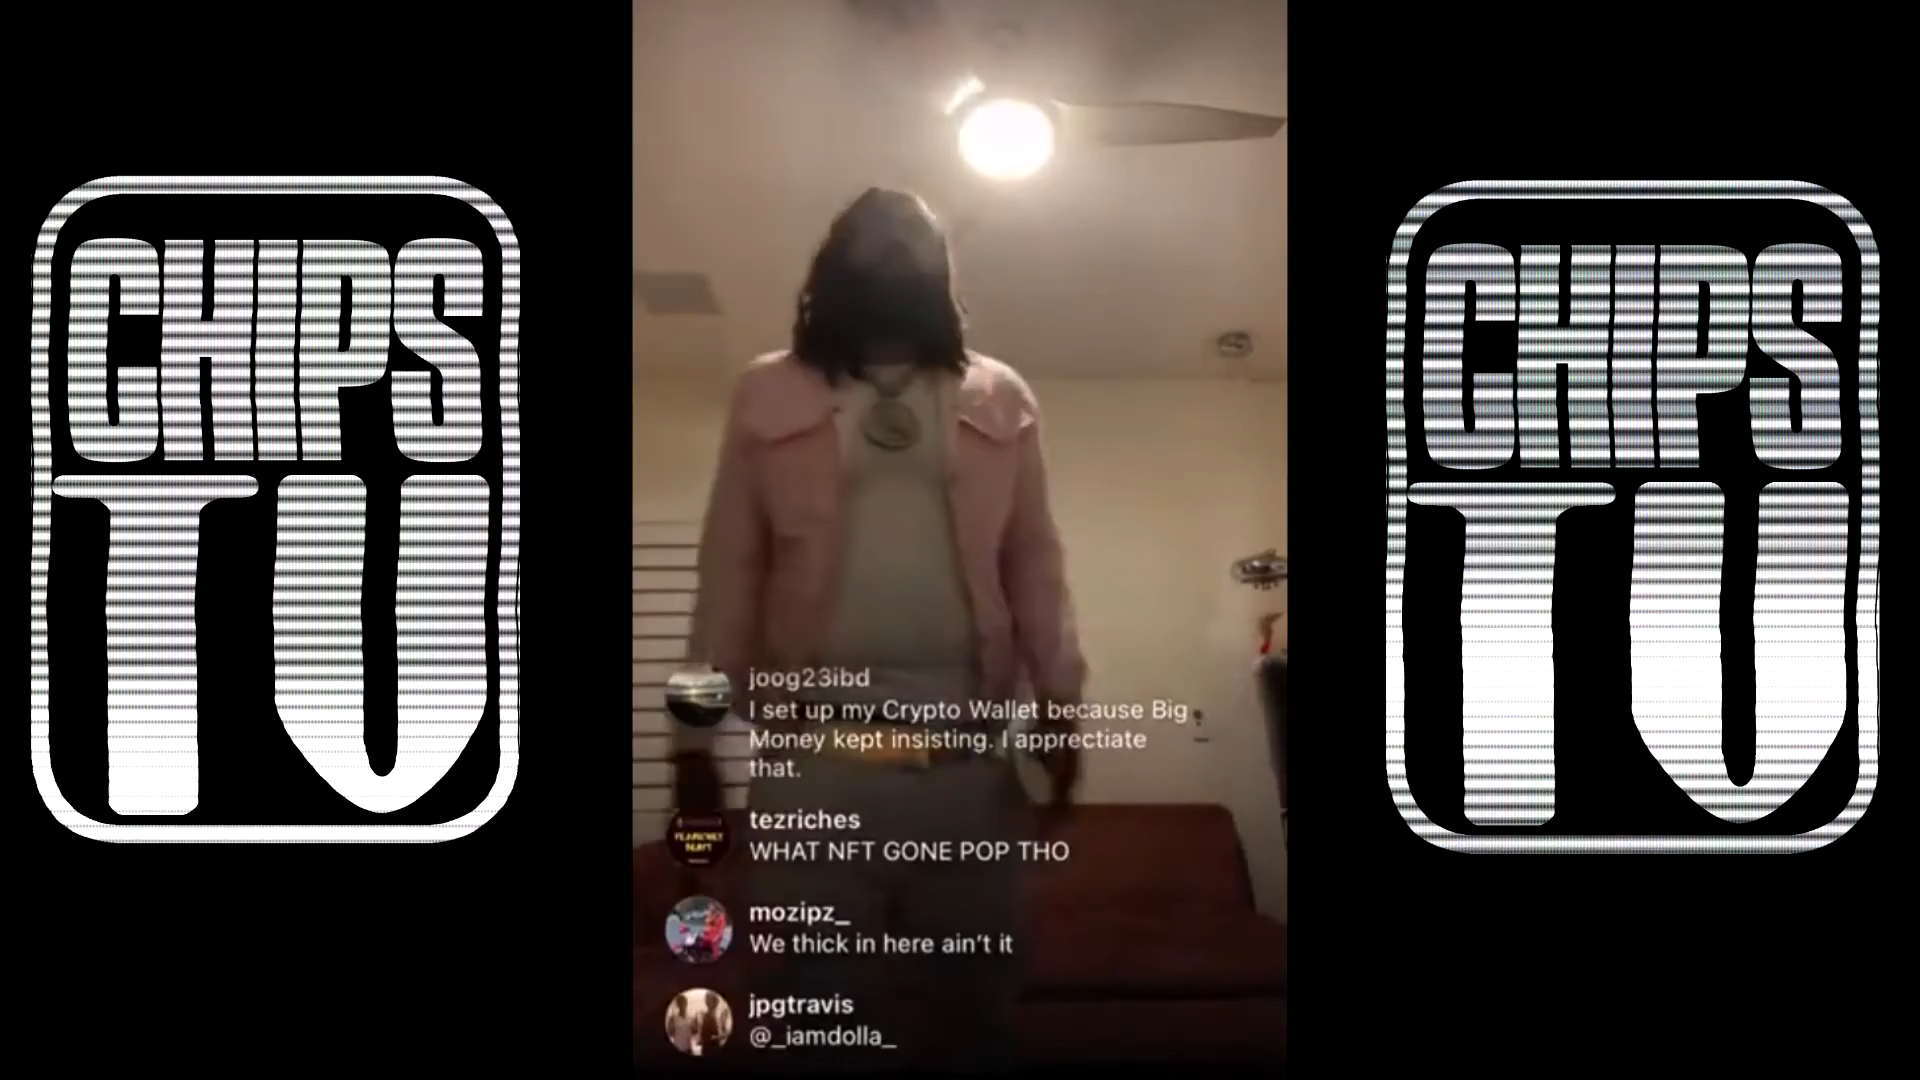 CHIPS
TV
joog23ibd
I set up my Crypto Wallet because Big
Money kept insisting. I apprectiate
that.
tezriches
WHAT NFT GONE POP THO
mozipz_
We thick in here ain’t it
jpgtravis
@_iamdolla_
CHIPS
TV